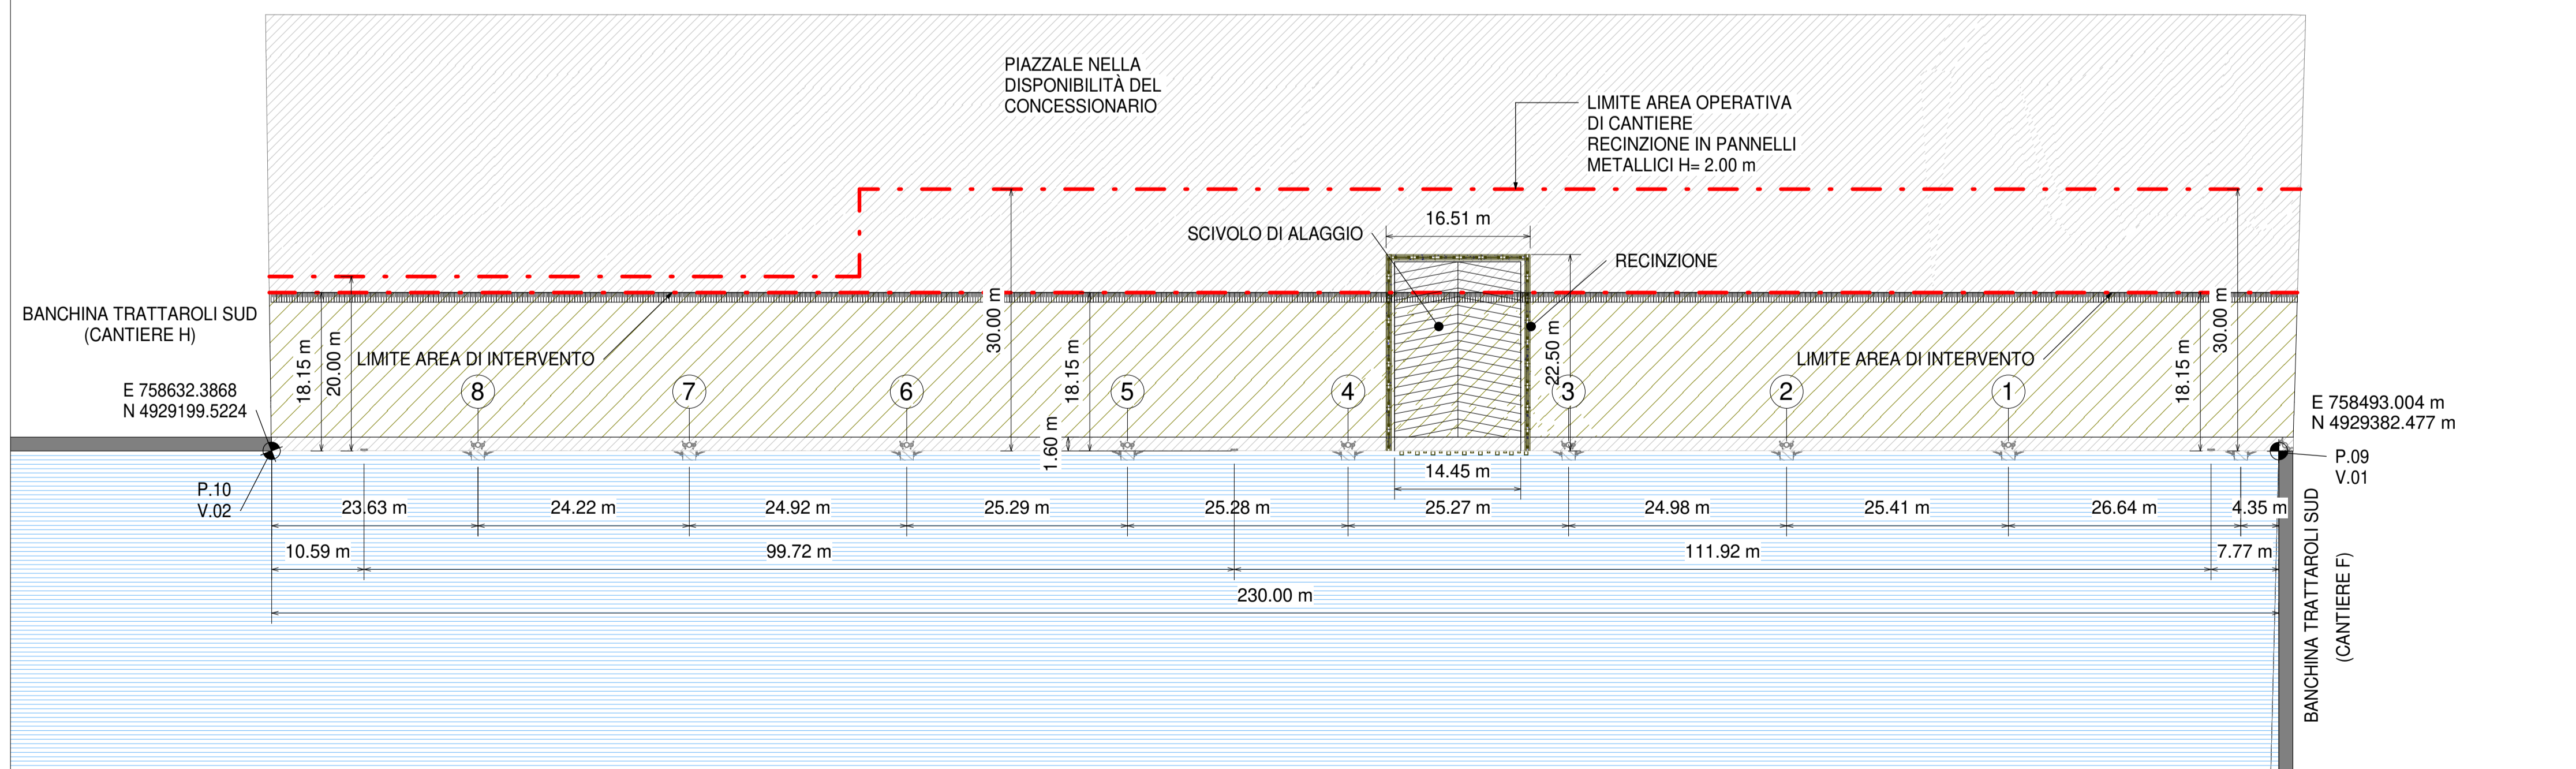 PIAZZALE NELLA
DISPONIBILITÀ DEL
CONCESSIONARIO
LIMITE AREA OPERATIVA
DI CANTIERE
RECINZIONE IN PANNELLI
METALLICI H= 2.00 m
16.51 m
SCIVOLO DI ALAGGIO
RECINZIONE
BANCHINA TRATTAROLI SUD
(CANTIERE H)
18.15 m
20.00 m
LIMITE AREA DI INTERVENTO
30.00 m
18.15 m
1.60 m
22.50 m
LIMITE AREA DI INTERVENTO
18.15 m
30.00 m
E 758632.3868
N 4929199.5224
8
7
6
5
4
3
2
1
E 758493.004 m
N 4929382.477 m
P.09
V.01
P.10
V.02
14.45 m
23.63 m
24.22 m
24.92 m
25.29 m
25.28 m
25.27 m
24.98 m
25.41 m
26.64 m
4.35 m
10.59 m
99.72 m
111.92 m
7.77 m
230.00 m
BANCHINA TRATTAROLI SUD
(CANTIERE F)